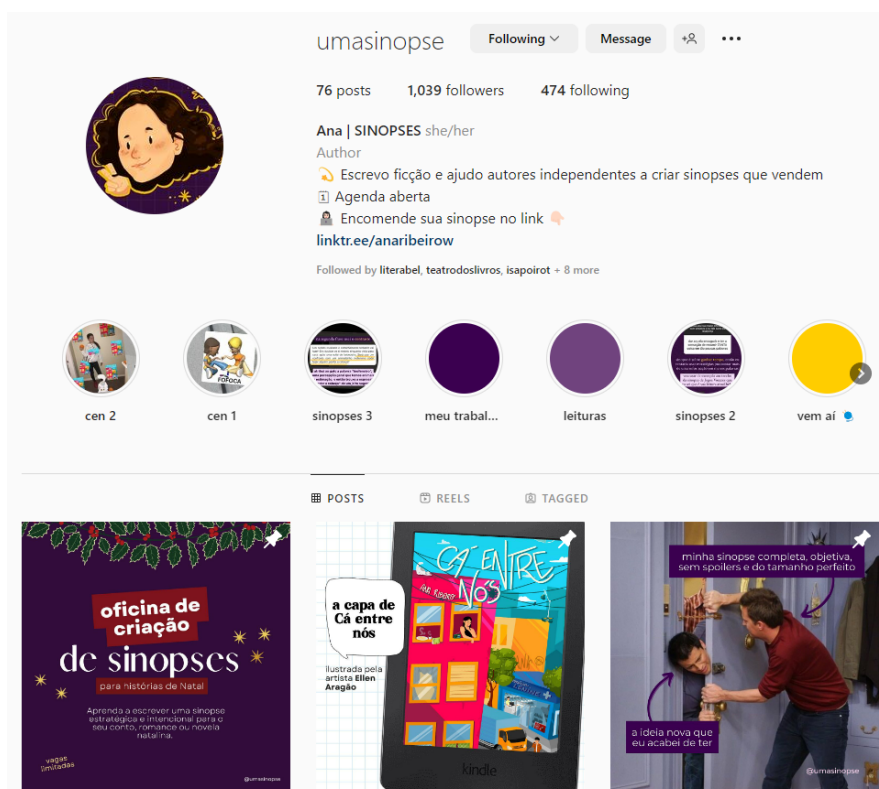 umasinopse
Following
Message
76 posts
1,039 followers
474 following
Ana | SINOPSES she/her
Author
Escrevo ficção e ajudo autores independentes a criar sinopses que vendem
Agenda aberta
Encomende sua sinopse no link
linktr.ee/anaribeirow
Followed by literabel, teatrodoslivros, isapoirot + 8 more
FOFOCA
cen 2
cen 1
sinopses 3
meu trabal...
leituras
sinopses 2
vem aí
POSTS
REELS
TAGGED
oficina de
criação
de sinopses
para histórias de Natal
Aprenda a escrever uma sinopse
estratégica e intencional para o
seu conto, romance ou novela
natalina.
vagas
limitadas
@umasinopse
a capa de
Cá entre
nós
ilustrada pela
artista Ellen
Aragão
CÁ ENTRE
NÓS
ANA RIBEIRO
kindle
minha sinopse completa, objetiva,
sem spoilers e do tamanho perfeito
a ideia nova que
eu acabei de ter
@umasinopse